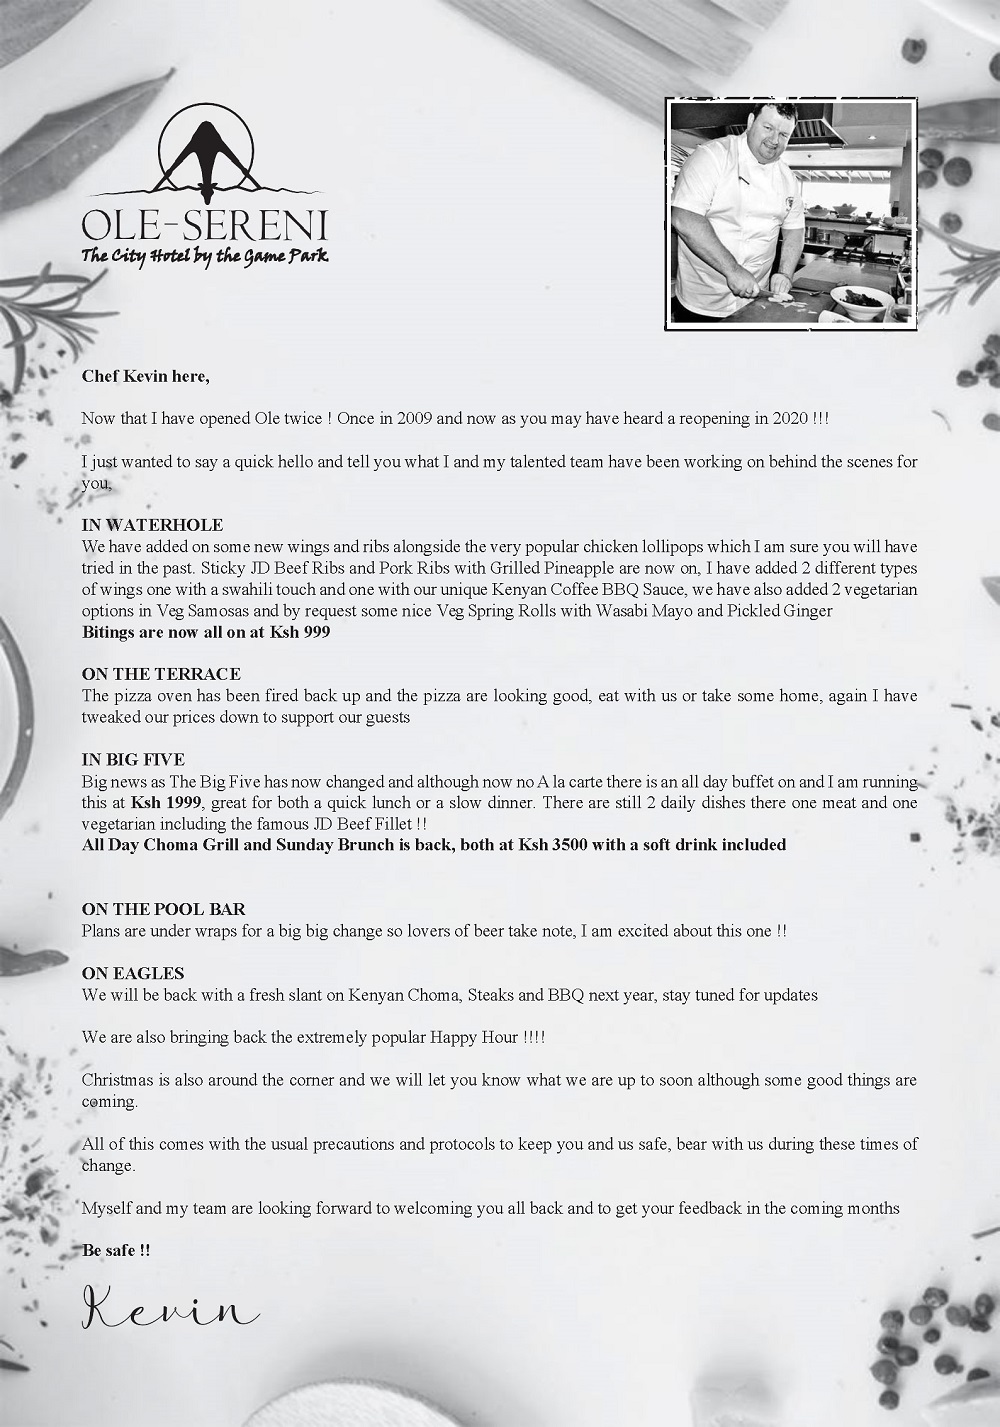 OLE-SERENI
The City Hotel by the Game Park
Chef Kevin here,
Now that I have opened Ole twice ! Once in 2009 and now as you may have heard a reopening in 2020 !!!
I just wanted to say a quick hello and tell you what I and my talented team have been working on behind the scenes for
you,
IN WATERHOLE
We have added on some new wings and ribs alongside the very popular chicken lollipops which I am sure you will have
tried in the past. Sticky JD Beef Ribs and Pork Ribs with Grilled Pineapple are now on, I have added 2 different types
of wings one with a swahili touch and one with our unique Kenyan Coffee BBQ Sauce, we have also added 2 vegetarian
options in Veg Samosas and by request some nice Veg Spring Rolls with Wasabi Mayo and Pickled Ginger
Bitings are now all on at Ksh 999
ON THE TERRACE
The pizza oven has been fired back up and the pizza are looking good, eat with us or take some home, again I have
tweaked our prices down to support our guests
IN BIG FIVE
Big news as The Big Five has now changed and although now no A la carte there is an all day buffet on and I am running
this at Ksh 1999, great for both a quick lunch or a slow dinner. There are still 2 daily dishes there one meat and one
vegetarian including the famous JD Beef Fillet !!
All Day Choma Grill and Sunday Brunch is back, both at Ksh 3500 with a soft drink included
ON THE POOL BAR
Plans are under wraps for a big big change so lovers of beer take note, I am excited about this one !!
ON EAGLES
We will be back with a fresh slant on Kenyan Choma, Steaks and BBQ next year, stay tuned for updates
We are also bringing back the extremely popular Happy Hour !!!!
Christmas is also around the corner and we will let you know what we are up to soon although some good things are
coming.
All of this comes with the usual precautions and protocols to keep you and us safe, bear with us during these times of
change.
Myself and my team are looking forward to welcoming you all back and to get your feedback in the coming months
Be safe !!
Kevin